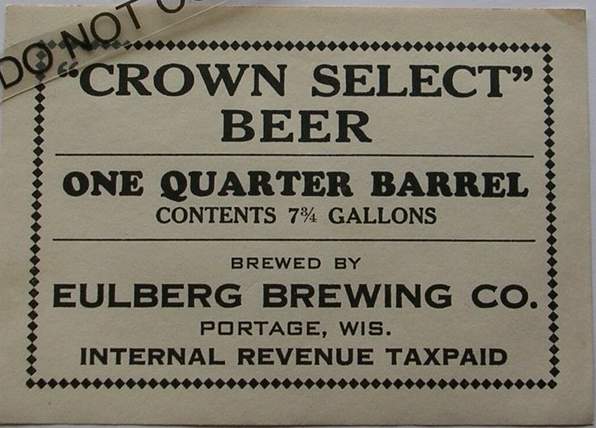 DO NOT
"CROWN SELECT"
BEER
ONE QUARTER BARREL
CONTENTS 7¾ GALLONS
BREWED BY
EULBERG BREWING CO.
PORTAGE, WIS.
INTERNAL REVENUE TAXPAID